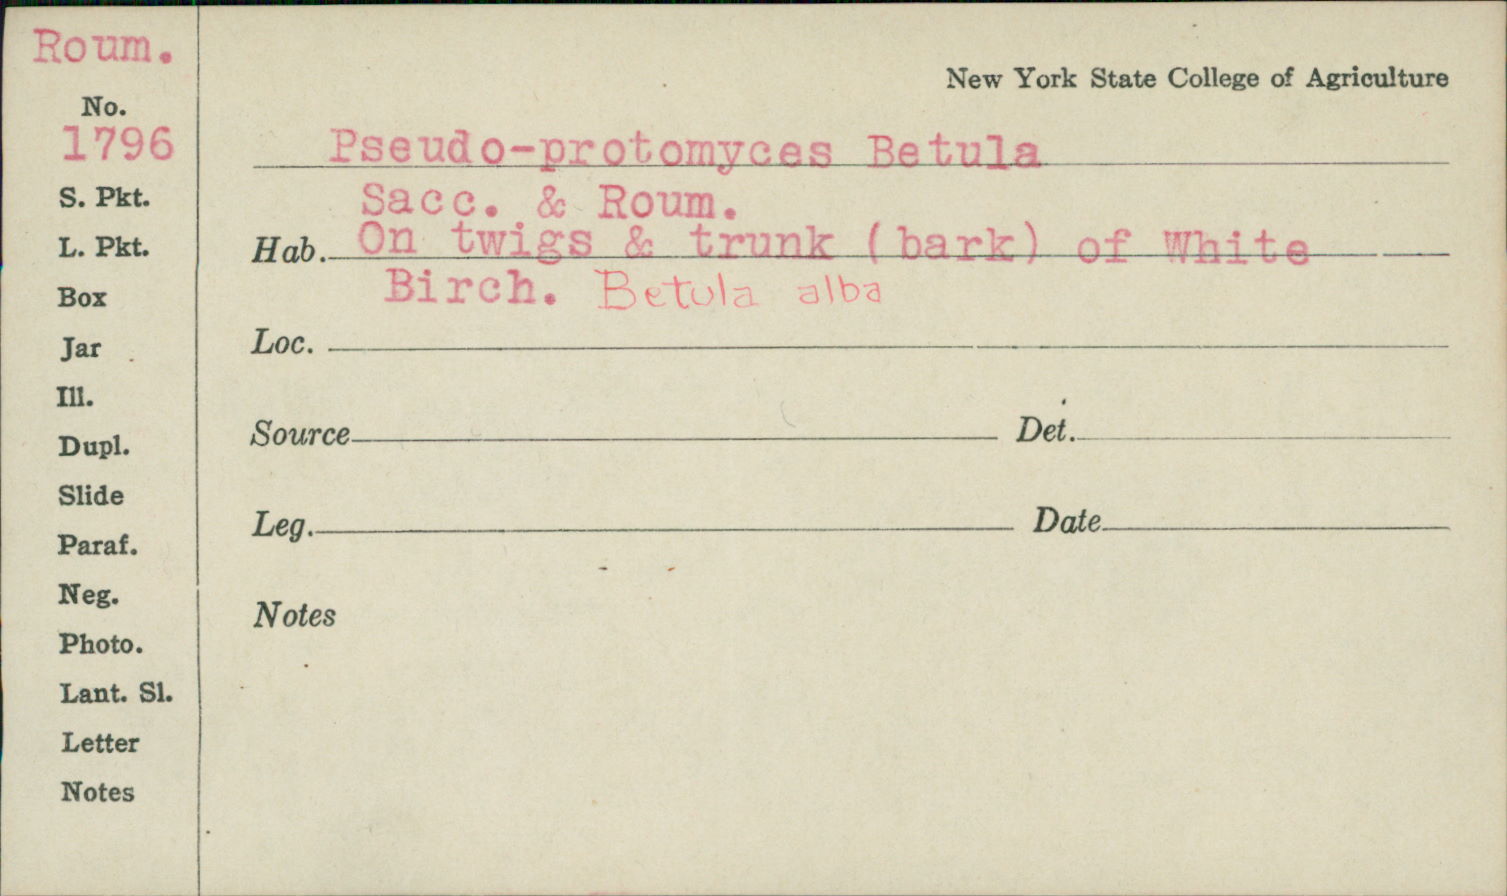 Roum.
No.
1796
S. Pkt.
L. Pkt.
Box
Jar
Ill.
Dupl.
Slide
Paraf.
Neg.
Photo.
Lant. Sl.
Letter
Notes
New York State College of Agriculture
Pseudo-protomyces Betula
Sacc. & Roum.
Hab. On twigs & trunk (bark) of White
Birch. Betula alba
Loc.
Source Det.
Leg. Date
Notes